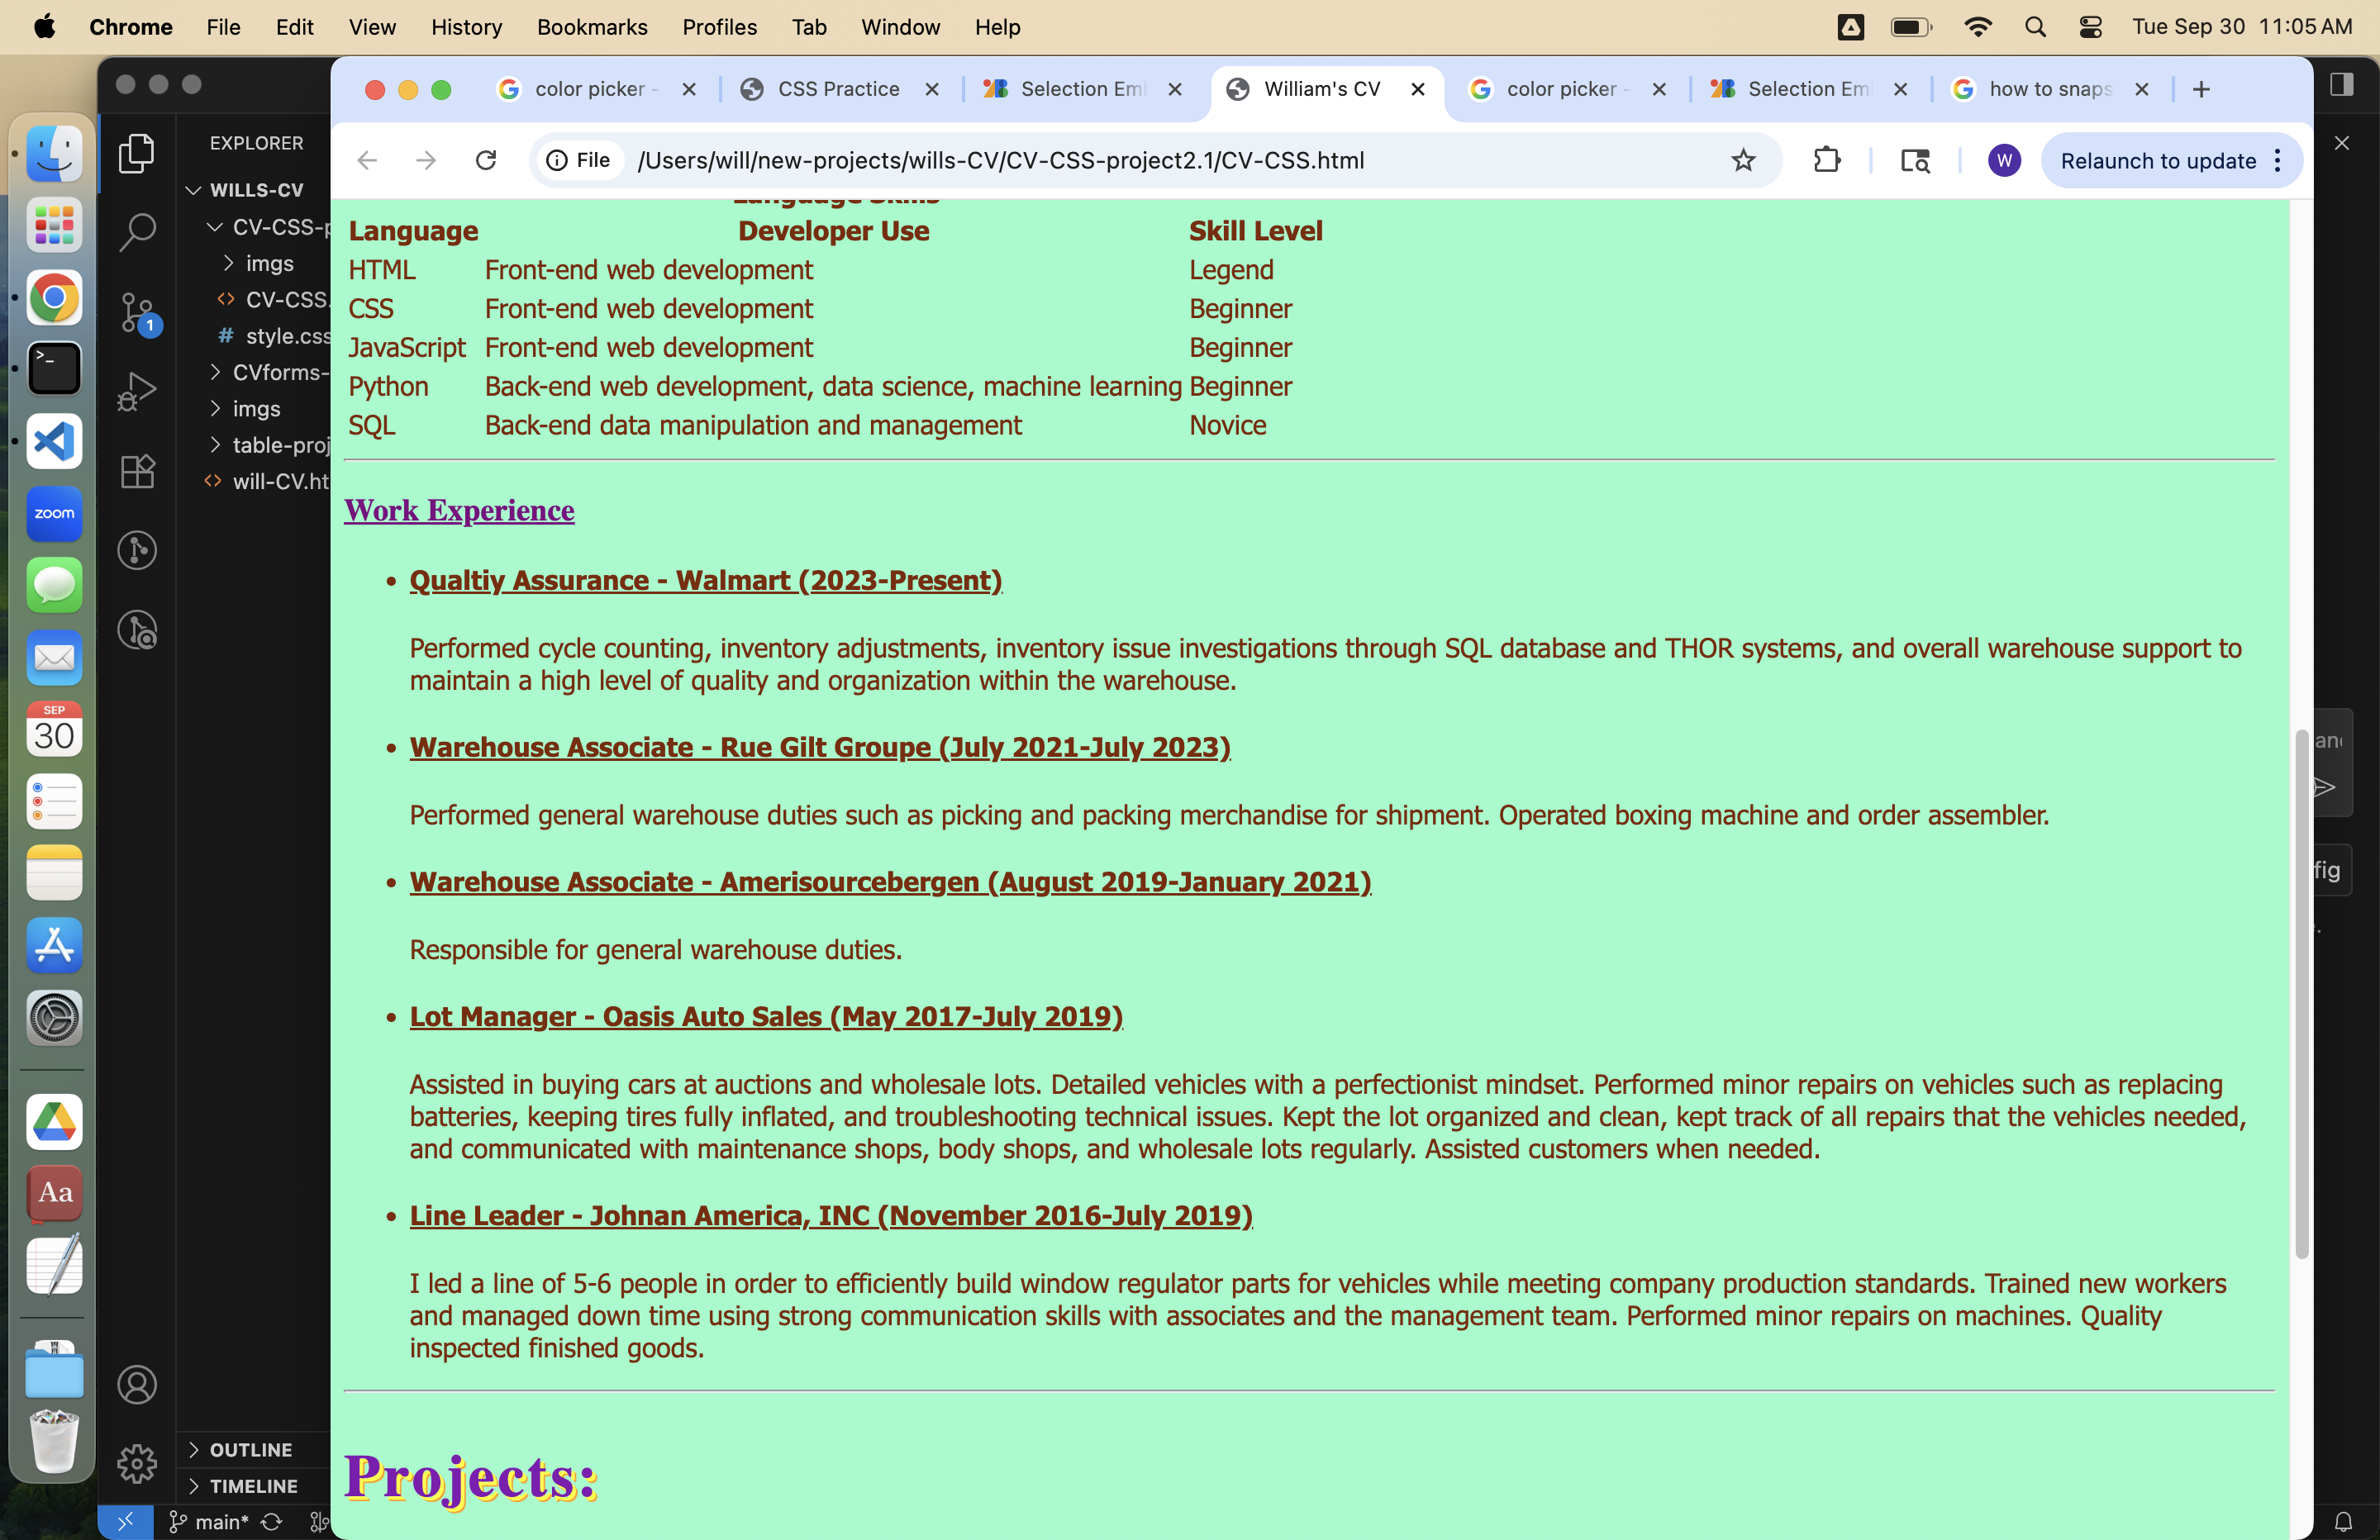 Chrome File Edit View History Bookmarks Profiles Tab Window Help Tue Sep 30 11:05 AM
color picker - CSS Practice Selection Em William's CV color picker - Selection Em how to snaps
File /Users/will/new-projects/wills-CV/CV-CSS-project2.1/CV-CSS.html W Relaunch to update
EXPLORER
WILLS-CV
CV-CSS-p
imgs
CV-CSS.
# style.css
CVforms-
imgs
table-proj
will-CV.ht
1
zoom
SEP
30
Aa
OUTLINE
TIMELINE
main*
Language Skills
Language Developer Use Skill Level
HTML Front-end web development Legend
CSS Front-end web development Beginner
JavaScript Front-end web development Beginner
Python Back-end web development, data science, machine learning Beginner
SQL Back-end data manipulation and management Novice
Work Experience
• Qualtiy Assurance - Walmart (2023-Present)
Performed cycle counting, inventory adjustments, inventory issue investigations through SQL database and THOR systems, and overall warehouse support to
maintain a high level of quality and organization within the warehouse.
• Warehouse Associate - Rue Gilt Groupe (July 2021-July 2023)
Performed general warehouse duties such as picking and packing merchandise for shipment. Operated boxing machine and order assembler.
• Warehouse Associate - Amerisourcebergen (August 2019-January 2021)
Responsible for general warehouse duties.
• Lot Manager - Oasis Auto Sales (May 2017-July 2019)
Assisted in buying cars at auctions and wholesale lots. Detailed vehicles with a perfectionist mindset. Performed minor repairs on vehicles such as replacing
batteries, keeping tires fully inflated, and troubleshooting technical issues. Kept the lot organized and clean, kept track of all repairs that the vehicles needed,
and communicated with maintenance shops, body shops, and wholesale lots regularly. Assisted customers when needed.
• Line Leader - Johnan America, INC (November 2016-July 2019)
I led a line of 5-6 people in order to efficiently build window regulator parts for vehicles while meeting company production standards. Trained new workers
and managed down time using strong communication skills with associates and the management team. Performed minor repairs on machines. Quality
inspected finished goods.
Projects:
fig